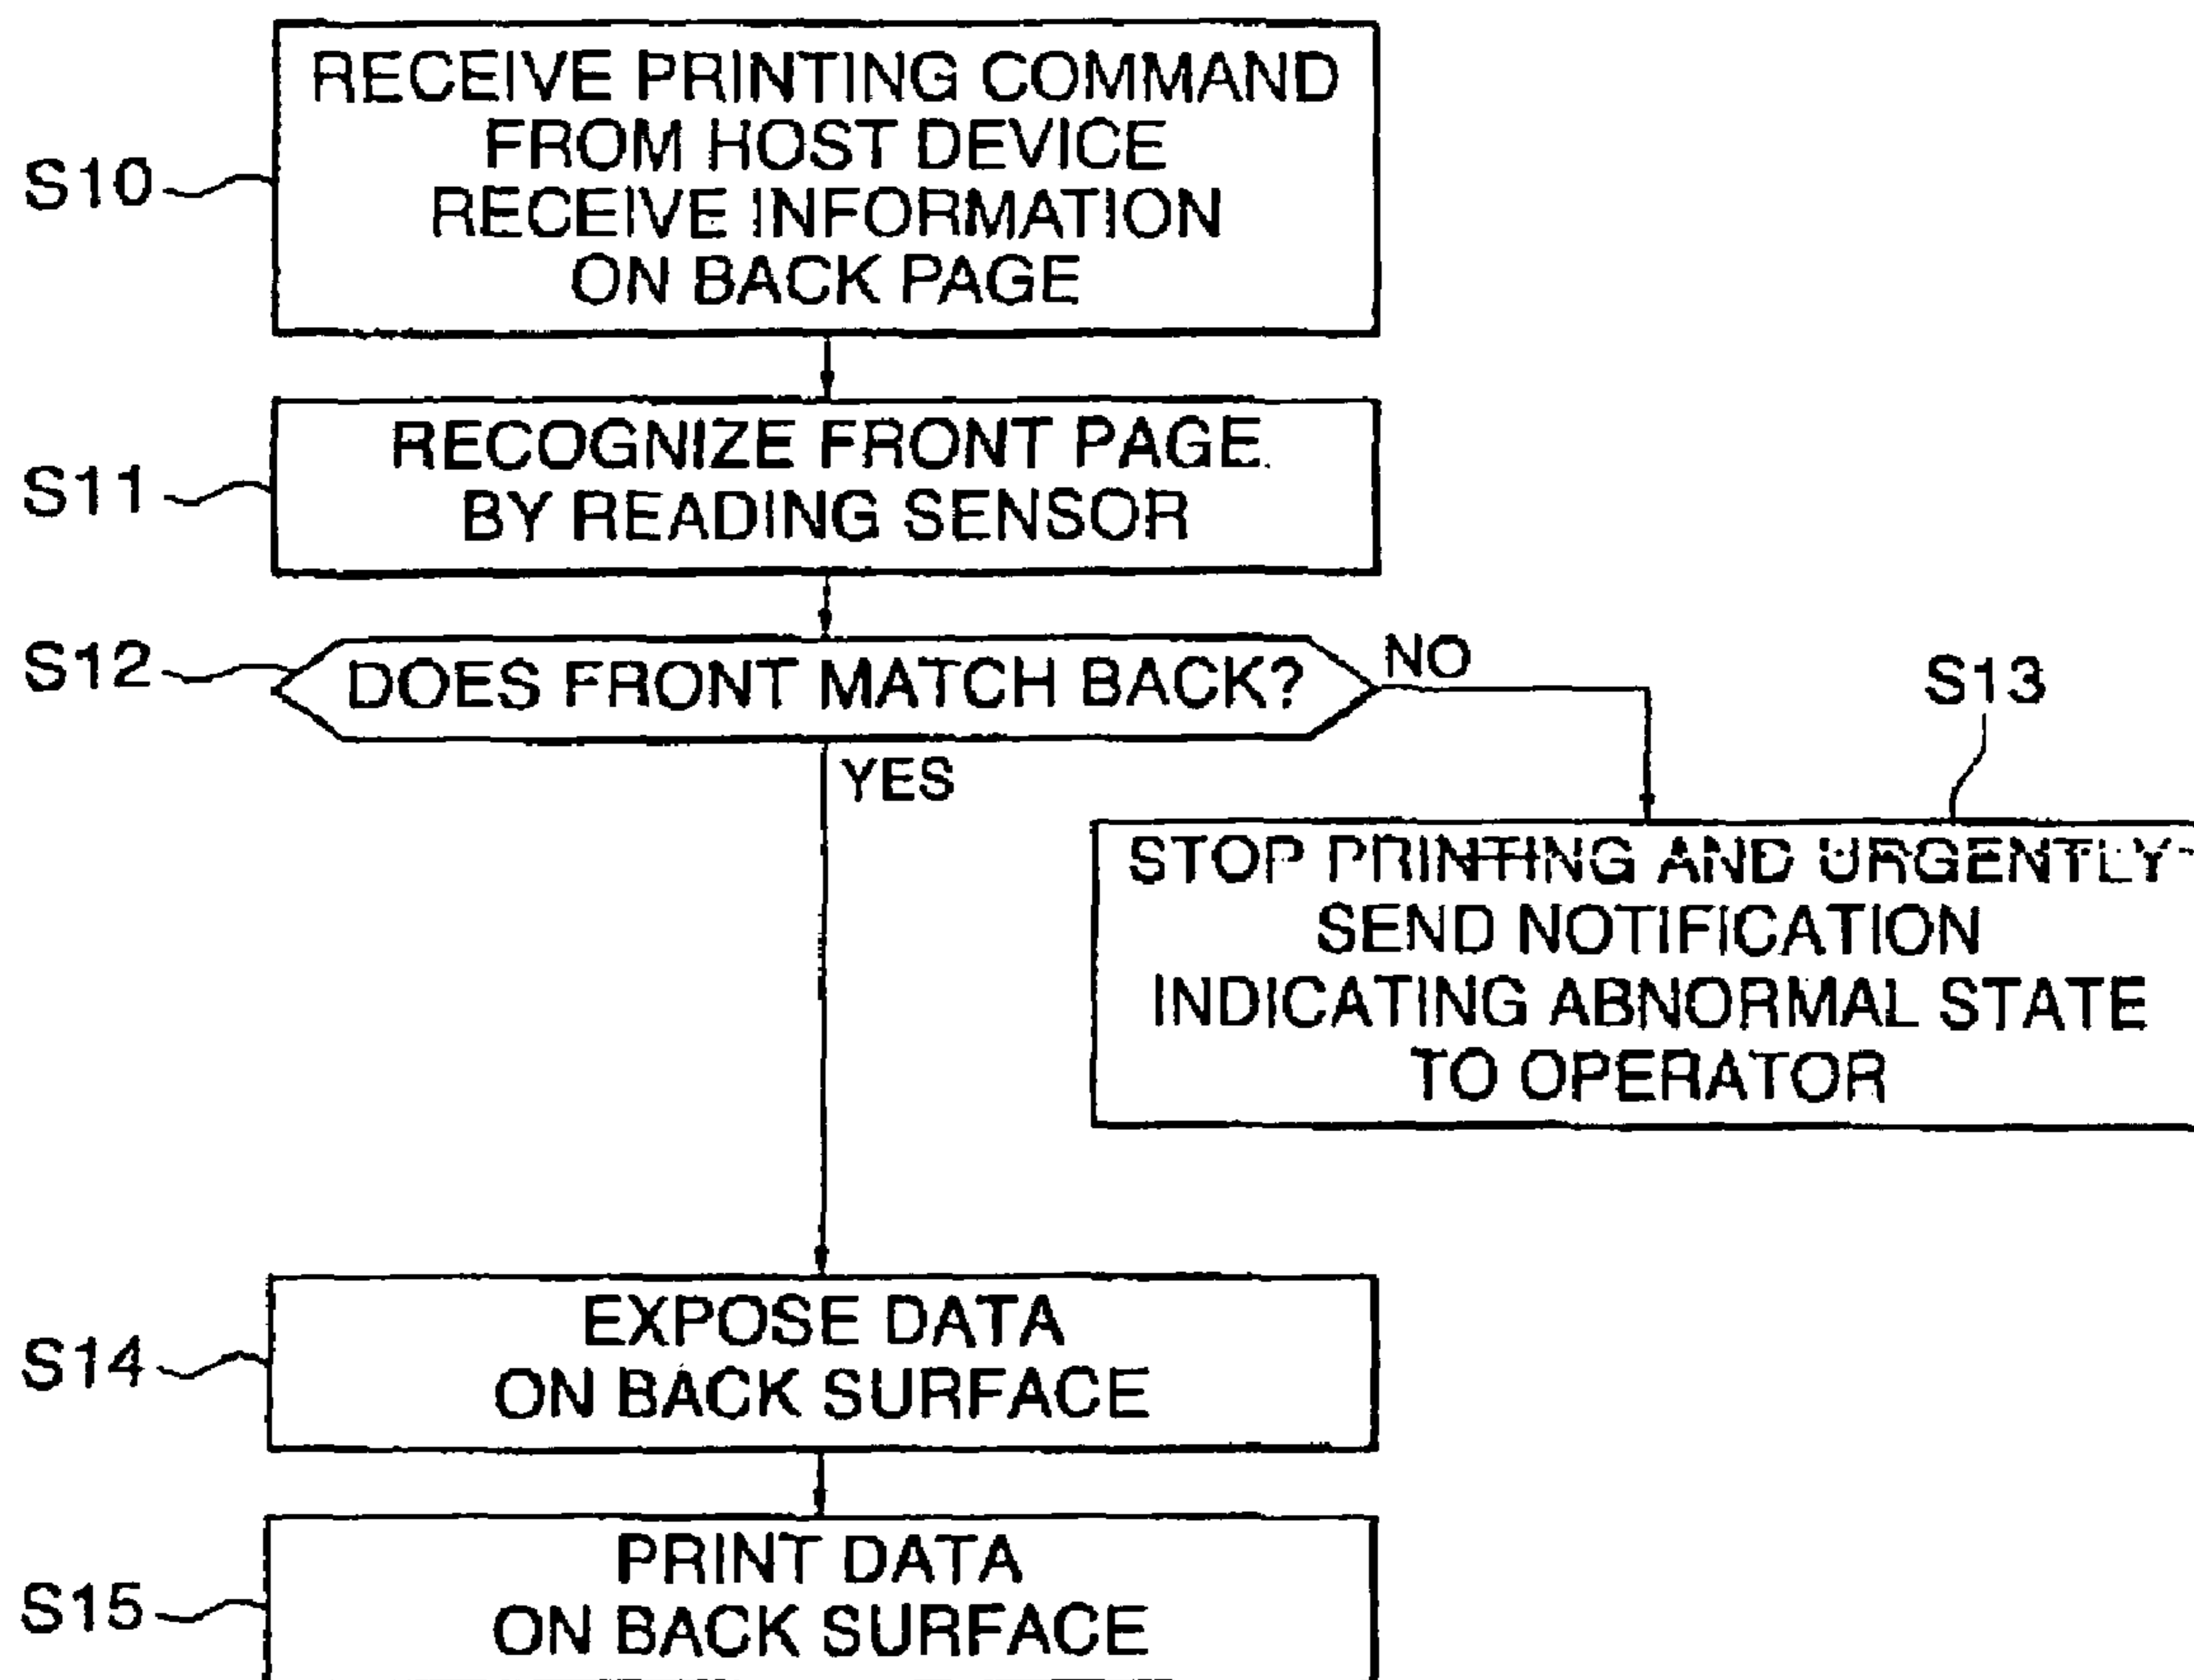 S10
RECEIVE PRINTING COMMAND
FROM HOST DEVICE
RECEIVE INFORMATION
ON BACK PAGE
S11
RECOGNIZE FRONT PAGE
BY READING SENSOR
S12
DOES FRONT MATCH BACK?
NO
YES
S13
STOP PRINTING AND URGENTLY
SEND NOTIFICATION
INDICATING ABNORMAL STATE
TO OPERATOR
S14
EXPOSE DATA
ON BACK SURFACE
S15
PRINT DATA
ON BACK SURFACE